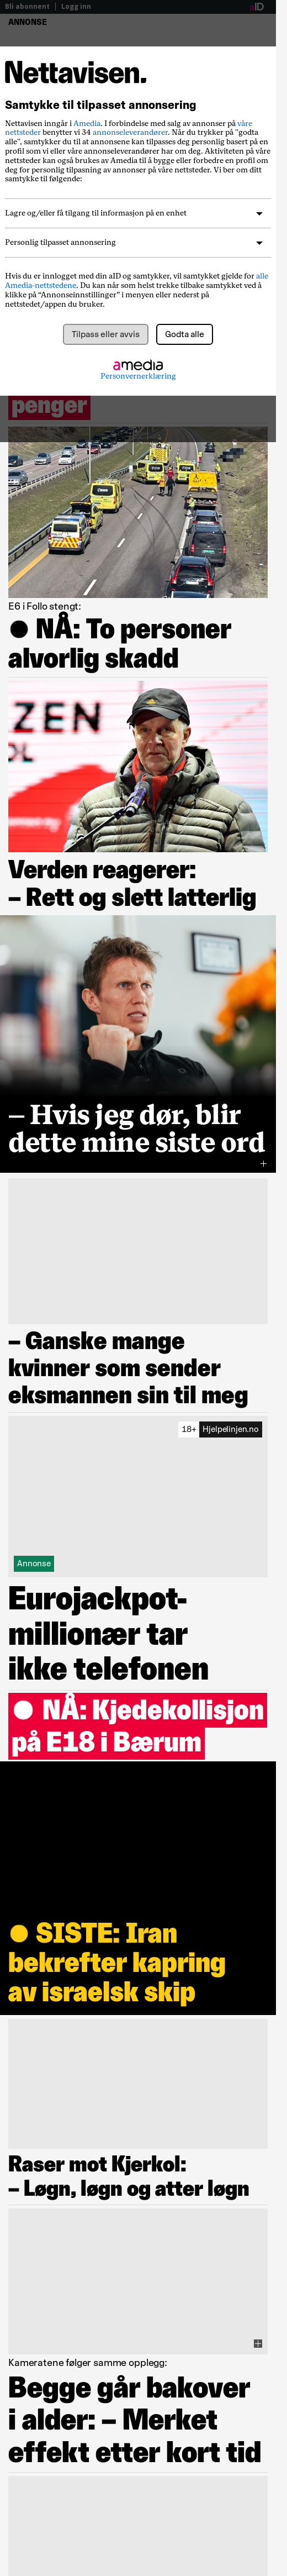 Bli abonnent | Logg inn
aID
ANNONSE
Nettavisen.
Samtykke til tilpasset annonsering
Nettavisen inngår i Amedia. I forbindelse med salg av annonser på våre
nettsteder benytter vi 34 annonseleverandører. Når du trykker på "godta
alle", samtykker du til at annonsene kan tilpasses deg personlig basert på en
profil som vi eller våre annonseleverandører har om deg. Aktiviteten på våre
nettsteder kan også brukes av Amedia til å bygge eller forbedre en profil om
deg for personlig tilpasning av annonser på våre nettsteder. Vi ber om ditt
samtykke til følgende:
Lagre og/eller få tilgang til informasjon på en enhet
Personlig tilpasset annonsering
Hvis du er innlogget med din aID og samtykker, vil samtykket gjelde for alle
Amedia-nettstedene. Du kan når som helst trekke tilbake samtykket ved å
klikke på “Annonseinnstillinger” i menyen eller nederst på
nettstedet/appen du bruker.
Tilpass eller avvis
Godta alle
amedia
Personvernerklæring
penger
E6 i Follo stengt:
● NÅ: To personer
alvorlig skadd
ZEN
Verden reagerer:
– Rett og slett latterlig
– Hvis jeg dør, blir
dette mine siste ord
– Ganske mange
kvinner som sender
eksmannen sin til meg
18+ Hjelpelinjen.no
Annonse
Eurojackpot-
millionær tar
ikke telefonen
● NÅ: Kjedekollisjon
på E18 i Bærum
● SISTE: Iran
bekrefter kapring
av israelsk skip
Raser mot Kjerkol:
– Løgn, løgn og atter løgn
Kameratene følger samme opplegg:
Begge går bakover
i alder: – Merket
effekt etter kort tid